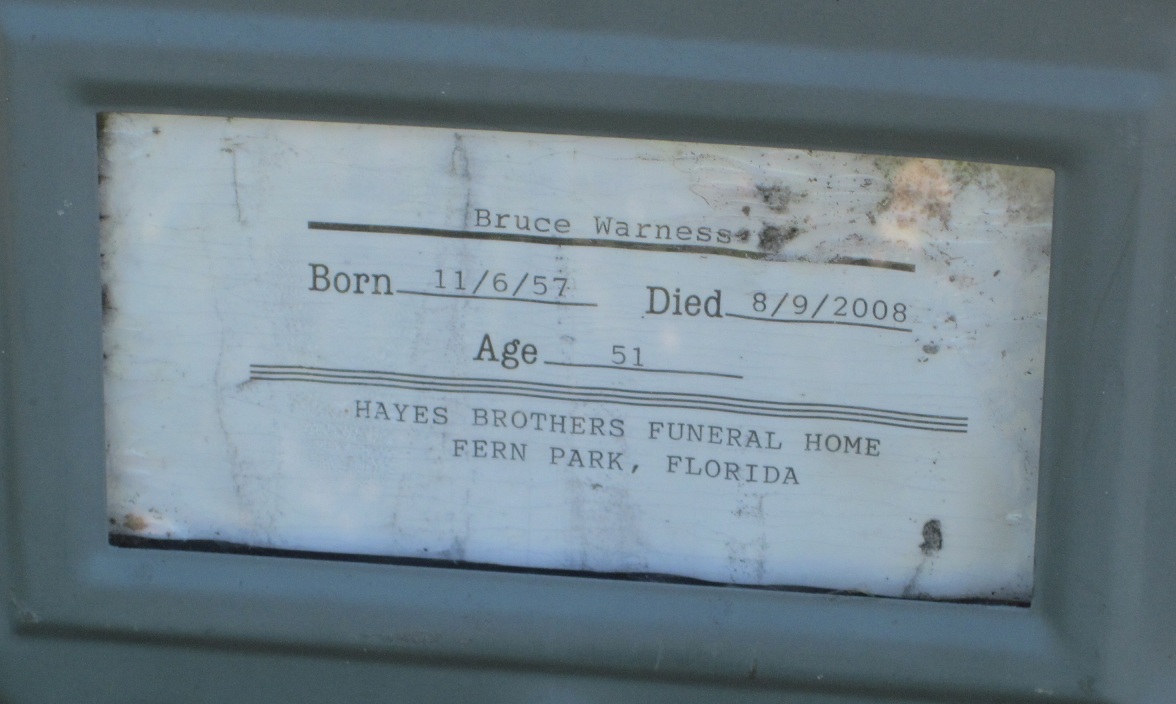 Bruce Warness
Born 11/6/57 Died 8/9/2008
Age 51
HAYES BROTHERS FUNERAL HOME
FERN PARK, FLORIDA